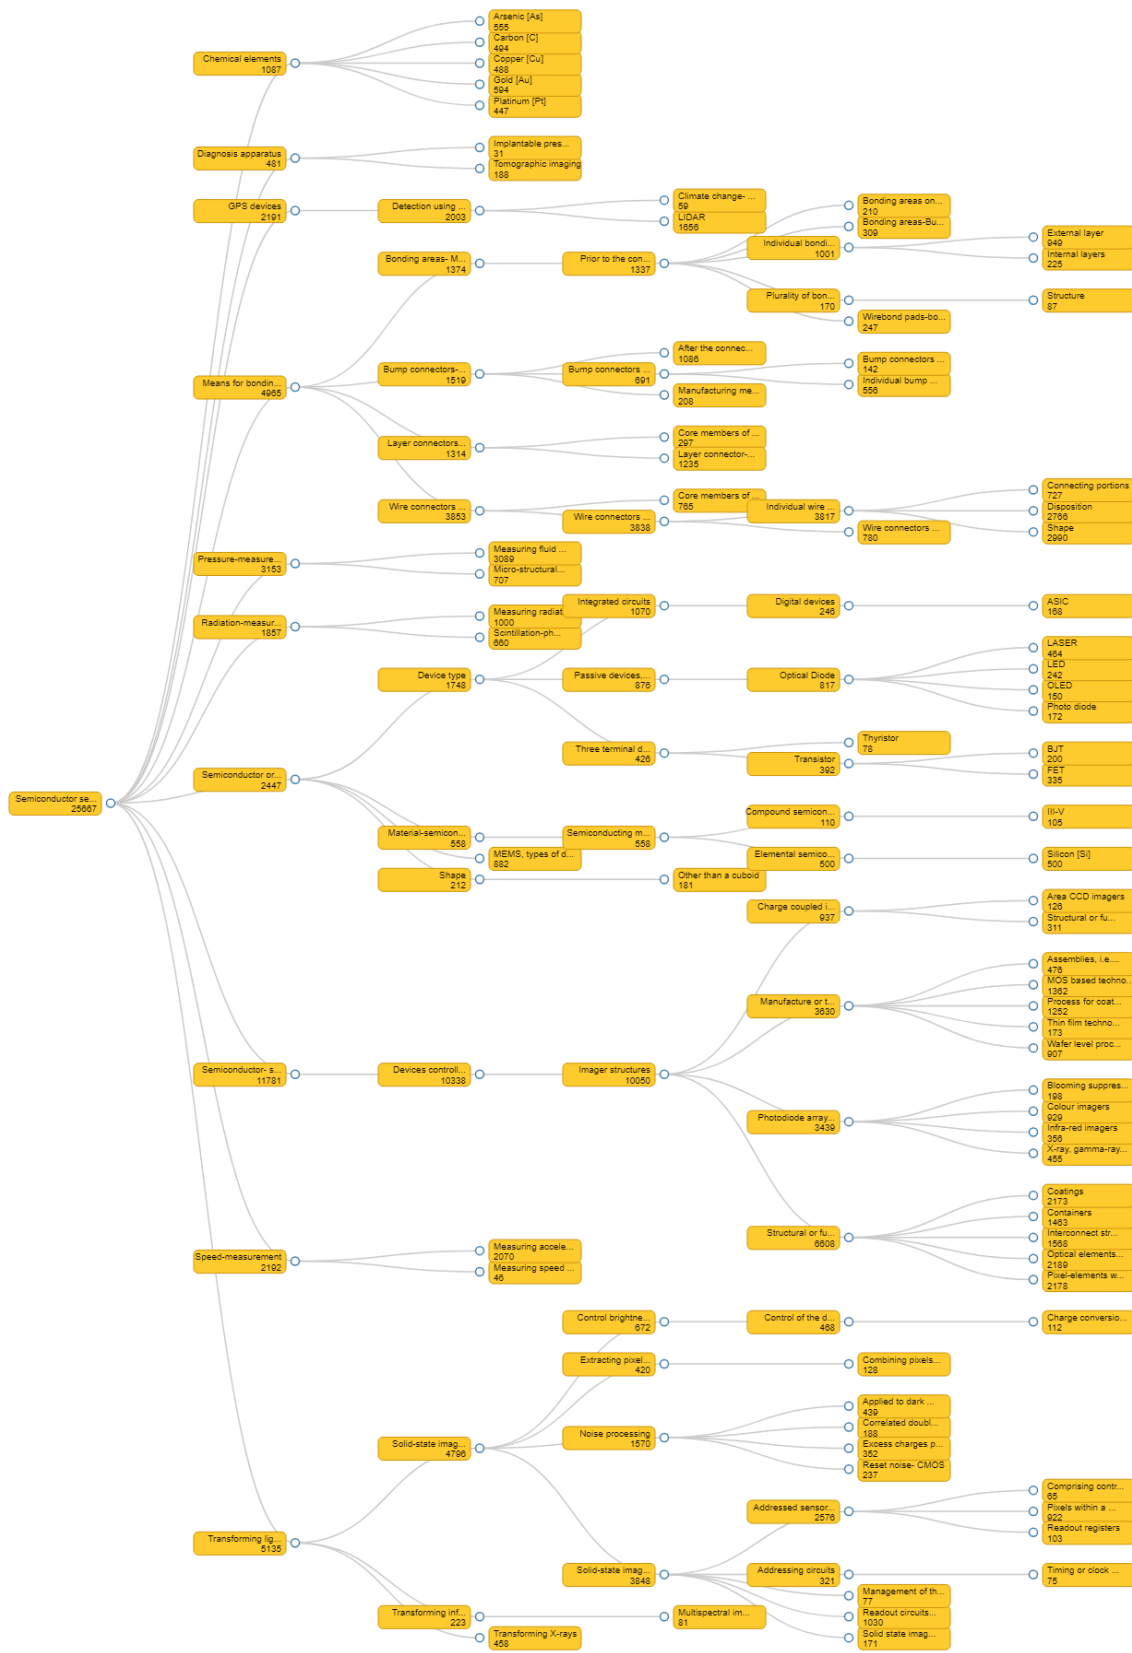 Semiconductor se...
25667
Chemical elements
1087
Arsenic [As]
555
Carbon [C]
494
Copper [Cu]
488
Gold [Au]
594
Platinum [Pt]
447
Diagnosis apparatus
481
Implantable pres...
31
Tomographic imaging
188
GPS devices
2191
Detection using ...
2003
Climate change- ...
59
LIDAR
1656
Means for bondin...
4965
Bonding areas- M...
1374
Prior to the con...
1337
Bonding areas on...
210
Bonding areas-Bu...
309
Individual bondi...
1001
External layer
949
Internal layers
225
Plurality of bon...
170
Structure
87
Wirebond pads-bo...
247
Bump connectors-...
1519
After the connec...
1086
Bump connectors ...
691
Bump connectors ...
142
Individual bump ...
556
Manufacturing me...
208
Layer connectors...
1314
Core members of ...
297
Layer connector-...
1235
Wire connectors ...
3853
Core members of ...
765
Wire connectors ...
3838
Individual wire ...
3817
Connecting portions
727
Disposition
2766
Shape
2990
Wire connectors ...
780
Pressure-measure...
3153
Measuring fluid ...
3089
Micro-structural...
707
Radiation-measur...
1857
Measuring radiat
1000
Scintillation-ph...
660
Semiconductor or...
2447
Device type
1748
Integrated circuits
1070
Digital devices
246
ASIC
168
Passive devices,...
876
Optical Diode
817
LASER
464
LED
242
OLED
150
Photo diode
172
Three terminal d...
426
Thyristor
78
Transistor
392
BJT
200
FET
335
Material-semicon...
558
Semiconducting m...
558
Compound semicon...
110
III-V
105
Elemental semico...
500
Silicon [Si]
500
MEMS, types of d...
882
Shape
212
Other than a cuboid
181
Semiconductor- s...
11781
Devices controll...
10338
Imager structures
10050
Charge coupled i...
937
Area CCD imagers
126
Structural or fu...
311
Manufacture or t...
3630
Assemblies, i.e....
476
MOS based techno...
1362
Process for coat...
1252
Thin film techno...
173
Wafer level proc...
907
Photodiode array...
3439
Blooming suppres...
198
Colour imagers
929
Infra-red imagers
356
X-ray, gamma-ray...
455
Structural or fu...
6608
Coatings
2173
Containers
1463
Interconnect str...
1568
Optical elements...
2189
Pixel-elements w...
2178
Speed-measurement
2192
Measuring accele...
2070
Measuring speed ...
46
Transforming lig...
5135
Solid-state imag...
4796
Control brightne...
672
Control of the d...
468
Charge conversio...
112
Extracting pixel...
420
Combining pixels...
128
Noise processing
1570
Applied to dark ...
439
Correlated doubl...
188
Excess charges p...
352
Reset noise- CMOS
237
Solid-state imag...
3848
Addressed sensor...
2576
Comprising contr...
65
Pixels within a ...
922
Readout registers
103
Addressing circuits
321
Timing or clock ...
75
Management of th...
77
Readout circuits...
1030
Solid state imag...
171
Transforming inf...
223
Multispectral im...
81
Transforming X-rays
458